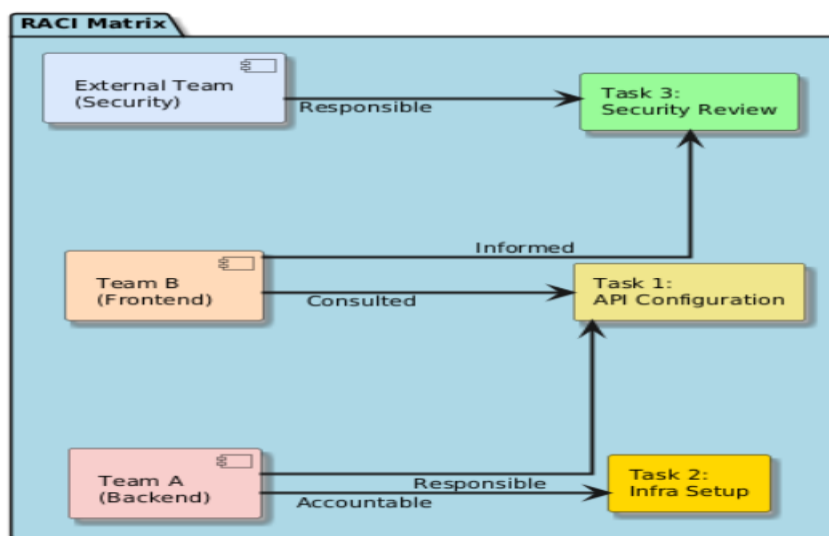 RACI Matrix
External Team
(Security)
Responsible
Task 3:
Security Review
Informed
Team B
(Frontend)
Consulted
Task 1:
API Configuration
Team A
(Backend)
Responsible
Accountable
Task 2:
Infra Setup